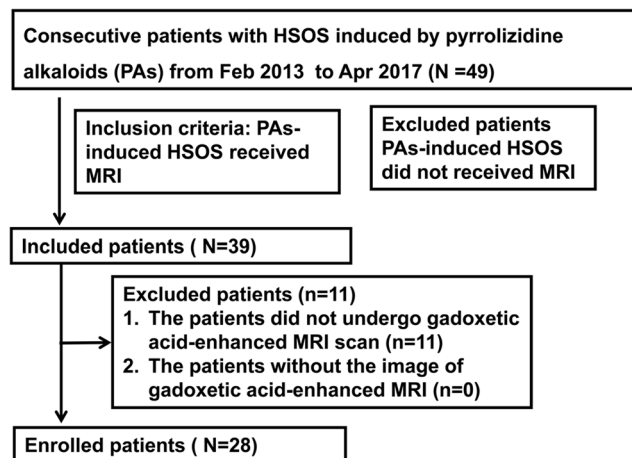 Consecutive patients with HSOS induced by pyrrolizidine
alkaloids (PAs) from Feb 2013 to Apr 2017 (N =49)
Inclusion criteria: PAs-
induced HSOS received
MRI
Excluded patients
PAs-induced HSOS
did not received MRI
Included patients ( N=39)
Excluded patients (n=11)
1. The patients did not undergo gadoxetic
acid-enhanced MRI scan (n=11)
2. The patients without the image of
gadoxetic acid-enhanced MRI (n=0)
Enrolled patients ( N=28)